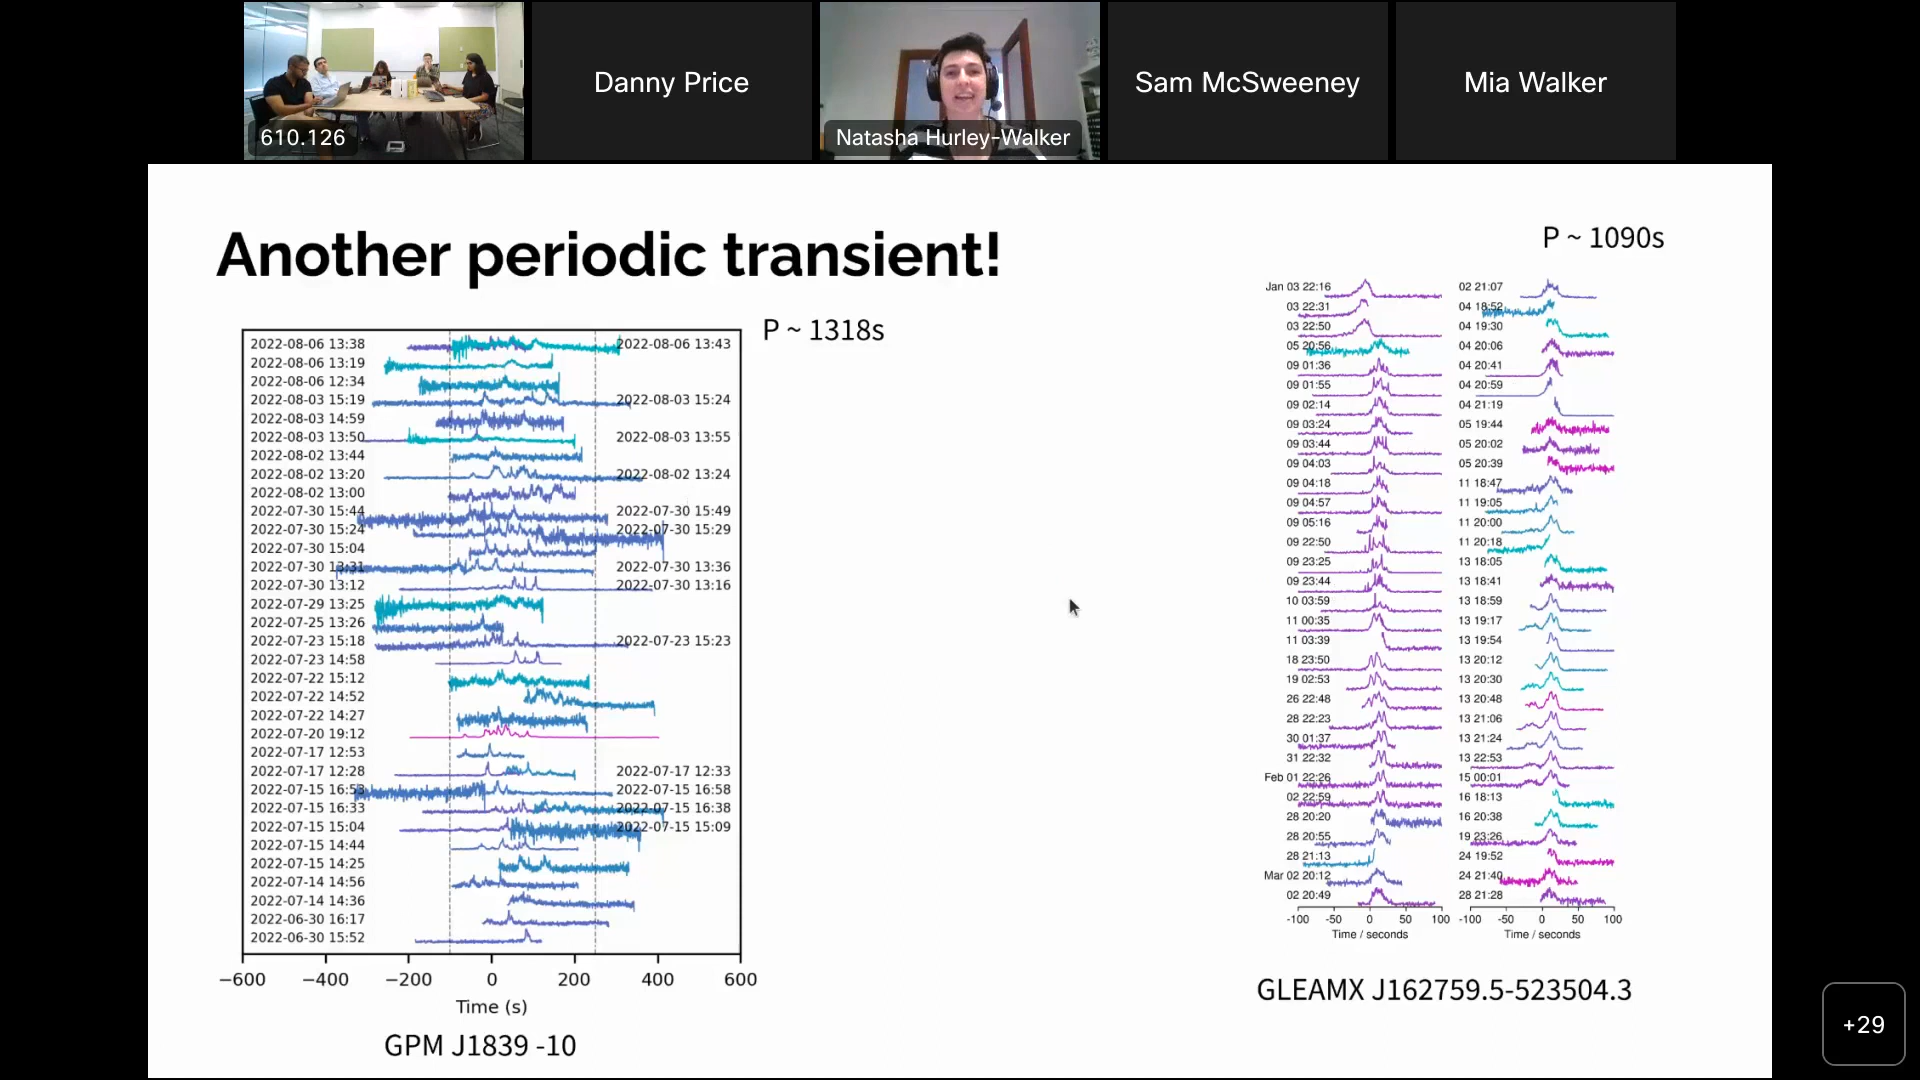 610.126
Danny Price
Natasha Hurley-Walker
Sam McSweeney
Mia Walker
Another periodic transient!
P ~ 1318s
P ~ 1090s
2022-08-06 13:38 2022-08-06 13:43
2022-08-06 13:19
2022-08-06 12:34
2022-08-03 15:19 2022-08-03 15:24
2022-08-03 14:59
2022-08-03 13:50 2022-08-03 13:55
2022-08-02 13:44
2022-08-02 13:20 2022-08-02 13:24
2022-08-02 13:00
2022-07-30 15:44 2022-07-30 15:49
2022-07-30 15:24 2022-07-30 15:29
2022-07-30 15:04
2022-07-30 13:31 2022-07-30 13:36
2022-07-30 13:12 2022-07-30 13:16
2022-07-29 13:25
2022-07-25 13:26
2022-07-23 15:18 2022-07-23 15:23
2022-07-23 14:58
2022-07-22 15:12
2022-07-22 14:52
2022-07-22 14:27
2022-07-20 19:12
2022-07-17 12:53
2022-07-17 12:28 2022-07-17 12:33
2022-07-15 16:53 2022-07-15 16:58
2022-07-15 16:33 2022-07-15 16:38
2022-07-15 15:04 2022-07-15 15:09
2022-07-15 14:44
2022-07-15 14:25
2022-07-14 14:56
2022-07-14 14:36
2022-06-30 16:17
2022-06-30 15:52
−600 −400 −200 0 200 400 600
Time (s)
GPM J1839 -10
Jan 03 22:16
03 22:31
03 22:50
05 20:56
09 01:36
09 01:55
09 02:14
09 03:24
09 03:44
09 04:03
09 04:18
09 04:57
09 05:16
09 22:50
09 23:25
09 23:44
10 03:59
11 00:35
11 03:39
18 23:50
19 02:53
26 22:48
28 22:23
30 01:37
31 22:32
Feb 01 22:26
02 22:59
28 20:20
28 20:55
28 21:13
Mar 02 20:12
02 20:49
-100 -50 0 50 100
Time / seconds
02 21:07
04 18:52
04 19:30
04 20:06
04 20:41
04 20:59
04 21:19
05 19:44
05 20:02
05 20:39
11 18:47
11 19:05
11 20:00
11 20:18
13 18:05
13 18:41
13 18:59
13 19:17
13 19:54
13 20:12
13 20:30
13 20:48
13 21:06
13 21:24
13 22:53
15 00:01
16 18:13
16 20:38
19 23:26
24 19:52
24 21:40
28 21:28
-100 -50 0 50 100
Time / seconds
GLEAMX J162759.5-523504.3
+29